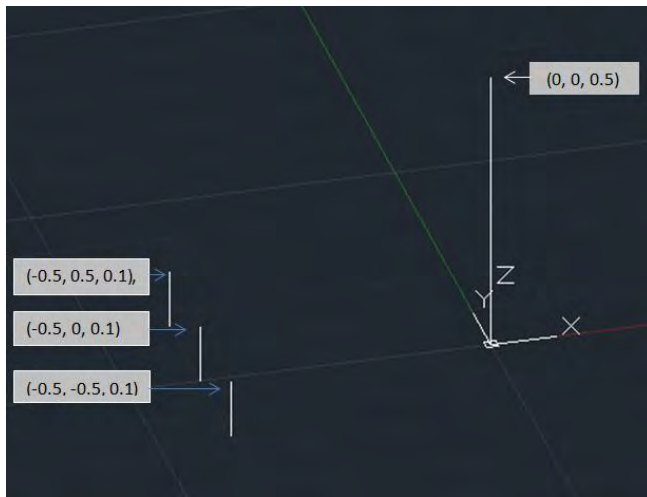 (0, 0, 0.5)
(-0.5, 0.5, 0.1),
Z
Y
X
(-0.5, 0, 0.1)
(-0.5, -0.5, 0.1)